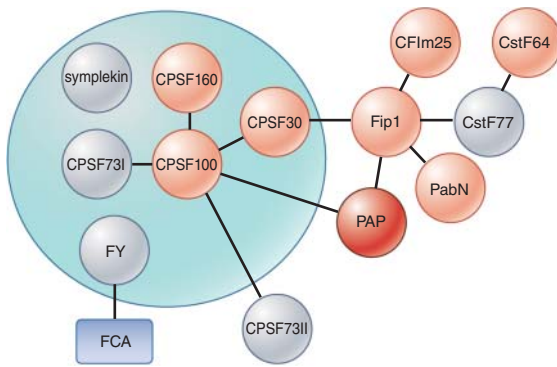 CFIm25
CstF64
symplekin
CPSF160
CPSF30
Fip1
CstF77
CPSF73I
CPSF100
PabN
PAP
FY
CPSF73II
FCA